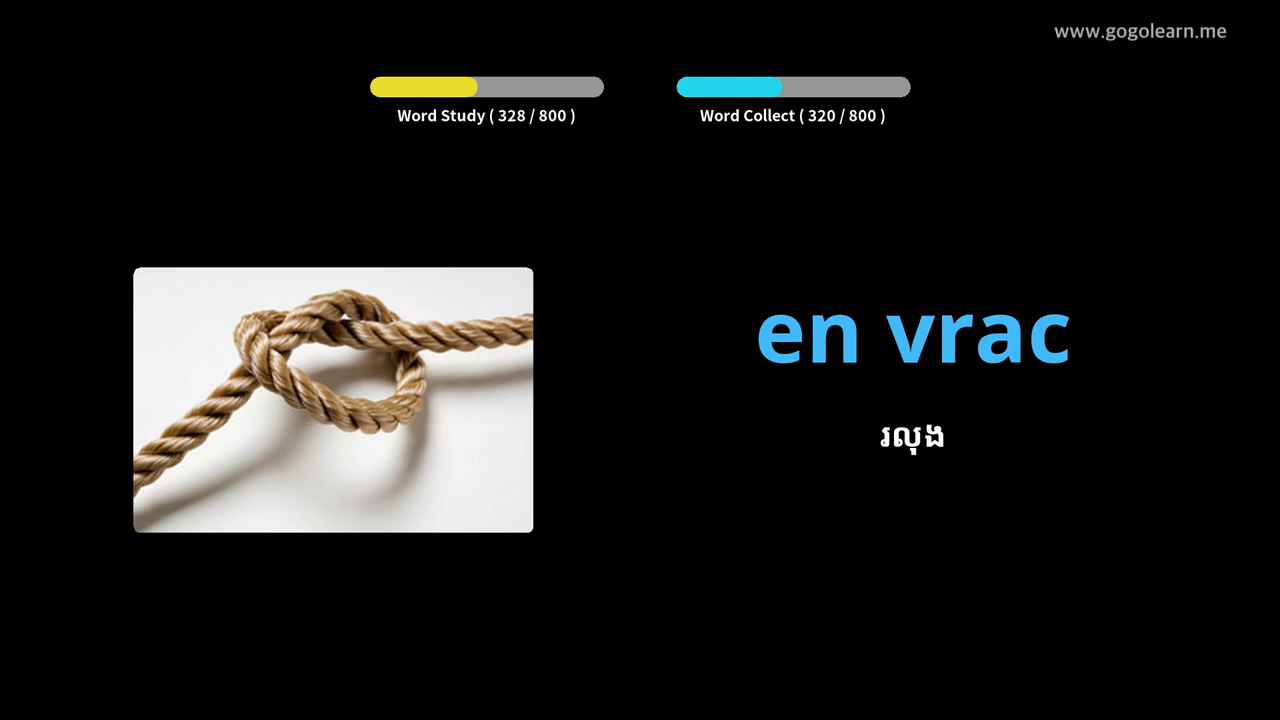 www.gogolearn.me
Word Study ( 328 / 800 )
Word Collect ( 320 / 800 )
en vrac
រលុង